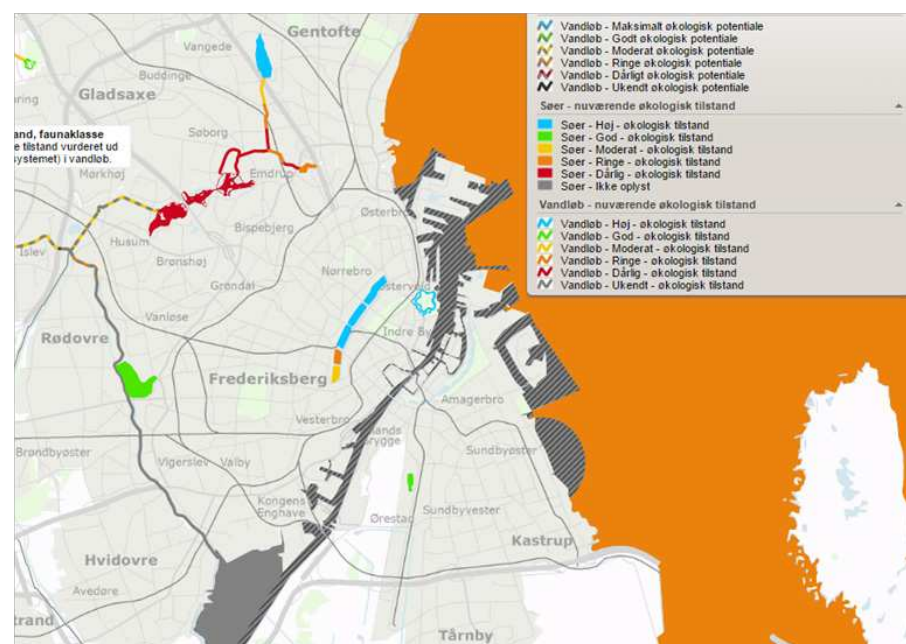 Vandløb - Maksimalt økologisk potentiale
Vandløb - Godt økologisk potentiale
Vandløb - Moderat økologisk potentiale
Vandløb - Ringe økologisk potentiale
Vandløb - Dårligt økologisk potentiale
Vandløb - Ukendt økologisk potentiale
Søer - nuværende økologisk tilstand
Søer - Høj - økologisk tilstand
Søer - God - økologisk tilstand
Søer - Moderat - økologisk tilstand
Søer - Ringe - økologisk tilstand
Søer - Dårlig - økologisk tilstand
Søer - Ikke oplyst
Vandløb - nuværende økologisk tilstand
Vandløb - Høj - økologisk tilstand
Vandløb - God - økologisk tilstand
Vandløb - Moderat - økologisk tilstand
Vandløb - Ringe - økologisk tilstand
Vandløb - Dårlig - økologisk tilstand
Vandløb - Ukendt - økologisk tilstand
Gentofte
Vangede
Buddinge
Gladsaxe
and, faunaklasse
e tilstand vurderet ud
systemet) i vandløb.
Søborg
Mørkhøj
Emdrup
Østerbro
Bispebjerg
Husum
Islev
Brønshøj
Nørrebro
Grøndal
stervold
Vanløse
Indre By
Rødovre
Frederiksberg
Amagerbro
Vesterbro
lands
rygge
Brøndbyøster
Vigerslev
Valby
Sundbyøster
Kongens
Enghave
Ørestad
Sundbyvester
Kastrup
Hvidovre
Avedøre
trand
Tårnby